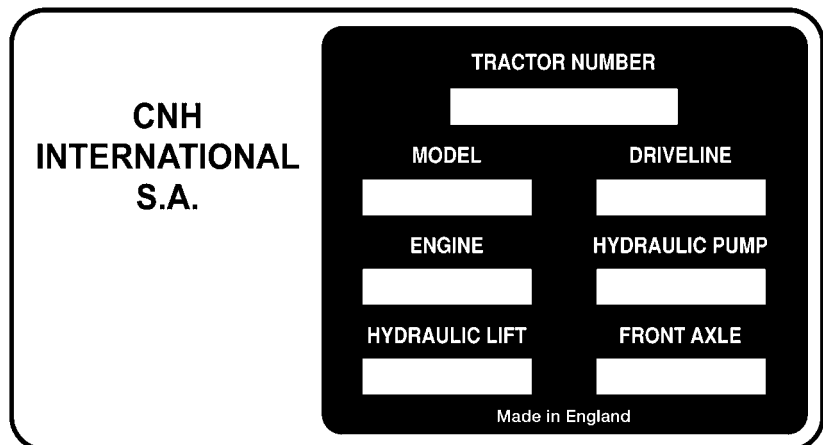 CNH
INTERNATIONAL
S.A.
TRACTOR NUMBER
MODEL DRIVELINE
ENGINE HYDRAULIC PUMP
HYDRAULIC LIFT FRONT AXLE
Made in England